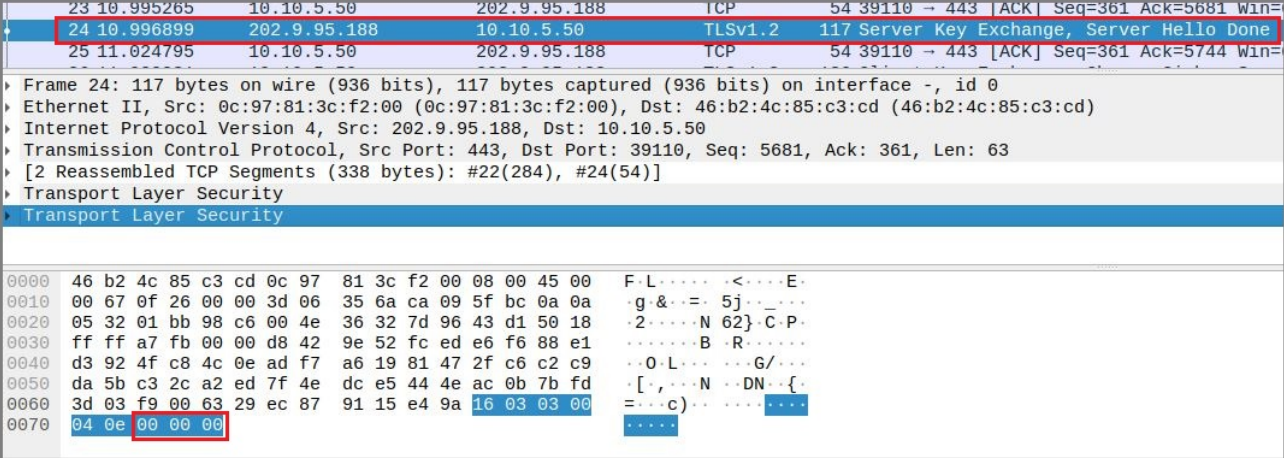 23 10.995265 10.10.5.50 202.9.95.188 TCP 54 39110 → 443 [ACK] Seq=361 Ack=5681 Win=
24 10.996899 202.9.95.188 10.10.5.50 TLSv1.2 117 Server Key Exchange, Server Hello Done
25 11.024795 10.10.5.50 202.9.95.188 TCP 54 39110 → 443 [ACK] Seq=361 Ack=5744 Win=
Frame 24: 117 bytes on wire (936 bits), 117 bytes captured (936 bits) on interface -, id 0
Ethernet II, Src: 0c:97:81:3c:f2:00 (0c:97:81:3c:f2:00), Dst: 46:b2:4c:85:c3:cd (46:b2:4c:85:c3:cd)
Internet Protocol Version 4, Src: 202.9.95.188, Dst: 10.10.5.50
Transmission Control Protocol, Src Port: 443, Dst Port: 39110, Seq: 5681, Ack: 361, Len: 63
[2 Reassembled TCP Segments (338 bytes): #22(284), #24(54)]
Transport Layer Security
Transport Layer Security
0000 46 b2 4c 85 c3 cd 0c 97 81 3c f2 00 08 00 45 00 F·L····· ·<····E·
0010 00 67 0f 26 00 00 3d 06 35 6a ca 09 5f bc 0a 0a ·g·&··=· 5j··_···
0020 05 32 01 bb 98 c6 00 4e 36 32 7d 96 43 d1 50 18 ·2·····N 62}·C·P·
0030 ff ff a7 fb 00 00 d8 42 9e 52 fc ed e6 f6 88 e1 ·······B ·R······
0040 d3 92 4f c8 4c 0e ad f7 a6 19 81 47 2f c6 c2 c9 ··O·L··· ···G/···
0050 da 5b c3 2c a2 ed 7f 4e dc e5 44 4e ac 0b 7b fd ·[·,···N ··DN··{·
0060 3d 03 f9 00 63 29 ec 87 91 15 e4 9a 16 03 03 00 =···c)·· ········
0070 04 0e 00 00 00 ·····